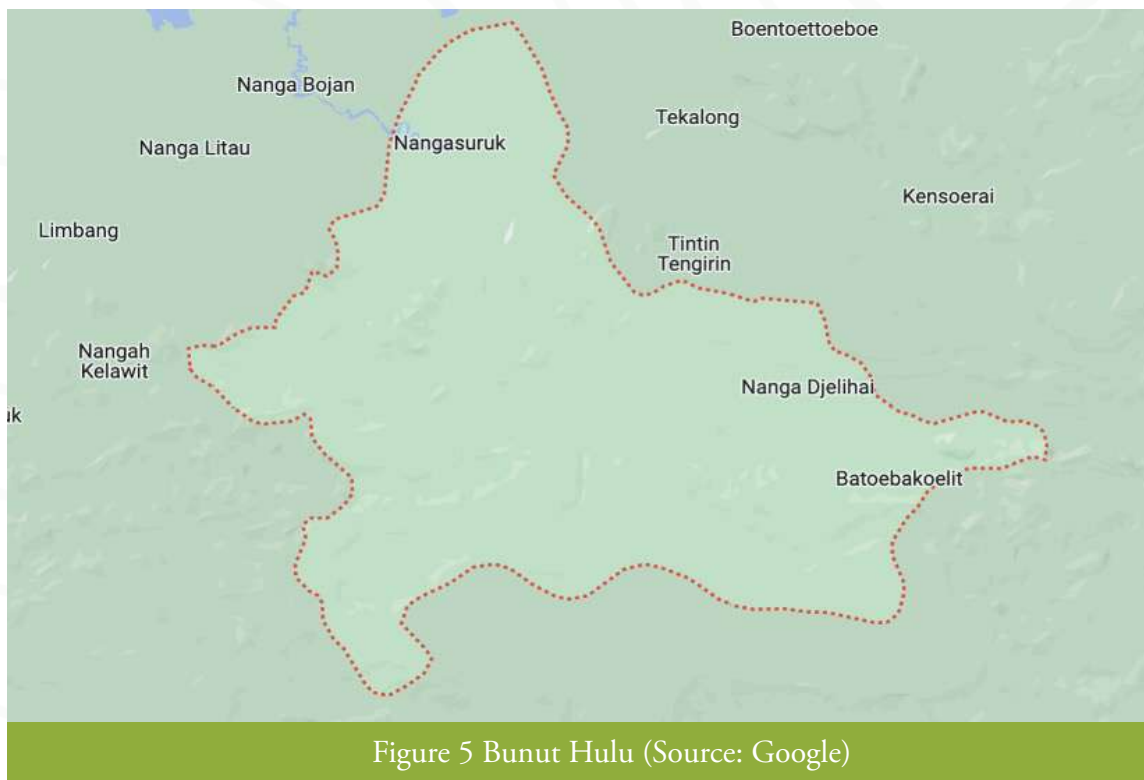 Boentoettoeboe
Nanga Bojan
Tekalong
Nanga Litau
Nangasuruk
Kensoerai
Limbang
Tintin
Tengirin
Nangah
Kelawit
Nanga Djelihai
uk
Batoebakoelit
Figure 5 Bunut Hulu (Source: Google)